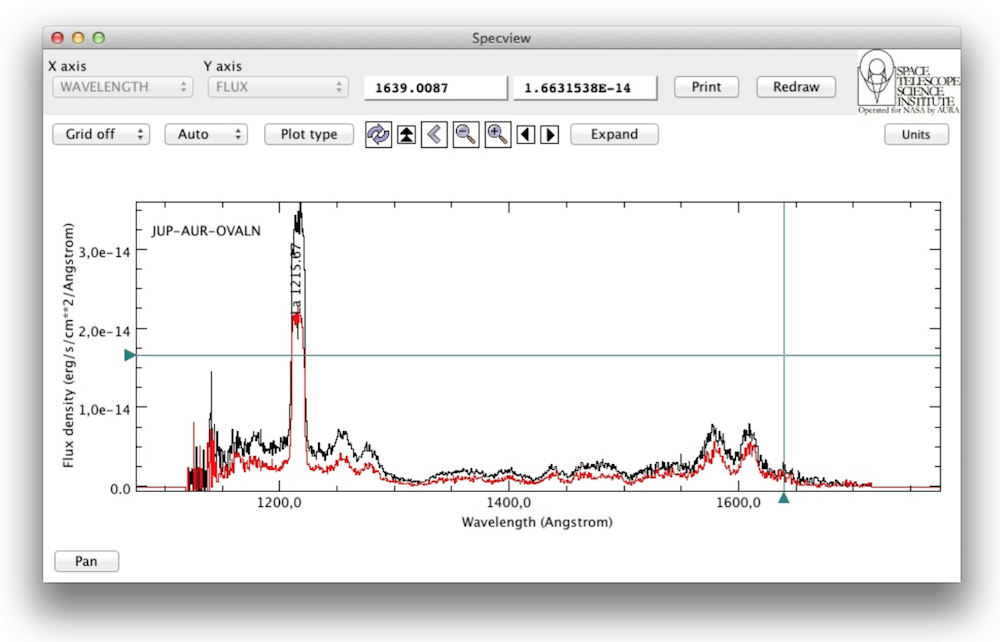 Specview
X axis
Y axis
WAVELENGTH
FLUX
1639.0087
1.6631538E-14
Print
Redraw
SPACE
TELESCOPE
SCIENCE
INSTITUTE
Operated for NASA by AURA
Grid off
Auto
Plot type
Expand
Units
JUP-AUR-OVALN
La 1215.67
Flux density (erg/s/cm**2/Angstrom)
3,0e-14
2,0e-14
1,0e-14
0.0
1200,0
1400,0
1600,0
Wavelength (Angstrom)
Pan